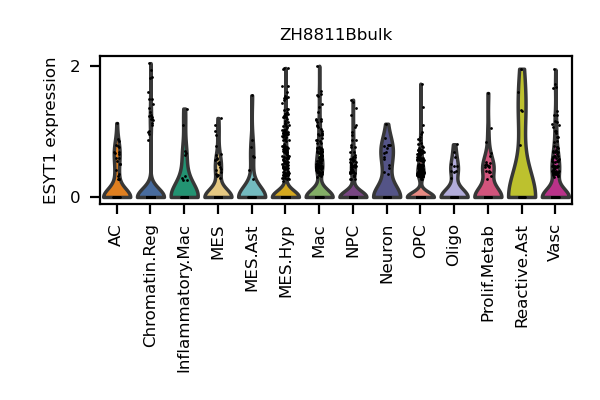 ZH8811Bbulk
ESYT1 expression
2
0
AC
Chromatin.Reg
Inflammatory.Mac
MES
MES.Ast
MES.Hyp
Mac
NPC
Neuron
OPC
Oligo
Prolif.Metab
Reactive.Ast
Vasc